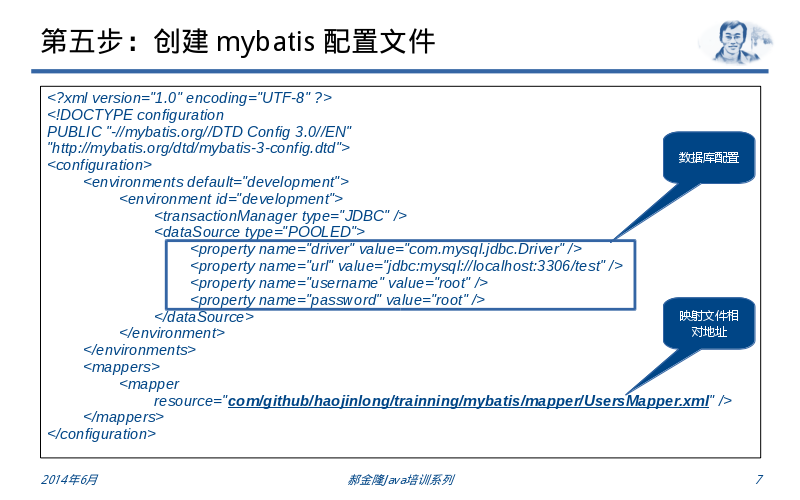 第五步：创建 mybatis 配置文件
<?xml version="1.0" encoding="UTF-8" ?>
<!DOCTYPE configuration
PUBLIC "-//mybatis.org//DTD Config 3.0//EN"
"http://mybatis.org/dtd/mybatis-3-config.dtd">
<configuration>
<environments default="development">
<environment id="development">
<transactionManager type="JDBC" />
<dataSource type="POOLED">
<property name="driver" value="com.mysql.jdbc.Driver" />
<property name="url" value="jdbc:mysql://localhost:3306/test" />
<property name="username" value="root" />
<property name="password" value="root" />
</dataSource>
</environment>
</environments>
<mappers>
<mapper
resource="com/github/haojinlong/trainning/mybatis/mapper/UsersMapper.xml" />
</mappers>
</configuration>
数据库配置
映射文件相
对地址
2014年6月
郝金隆Java培训系列
7